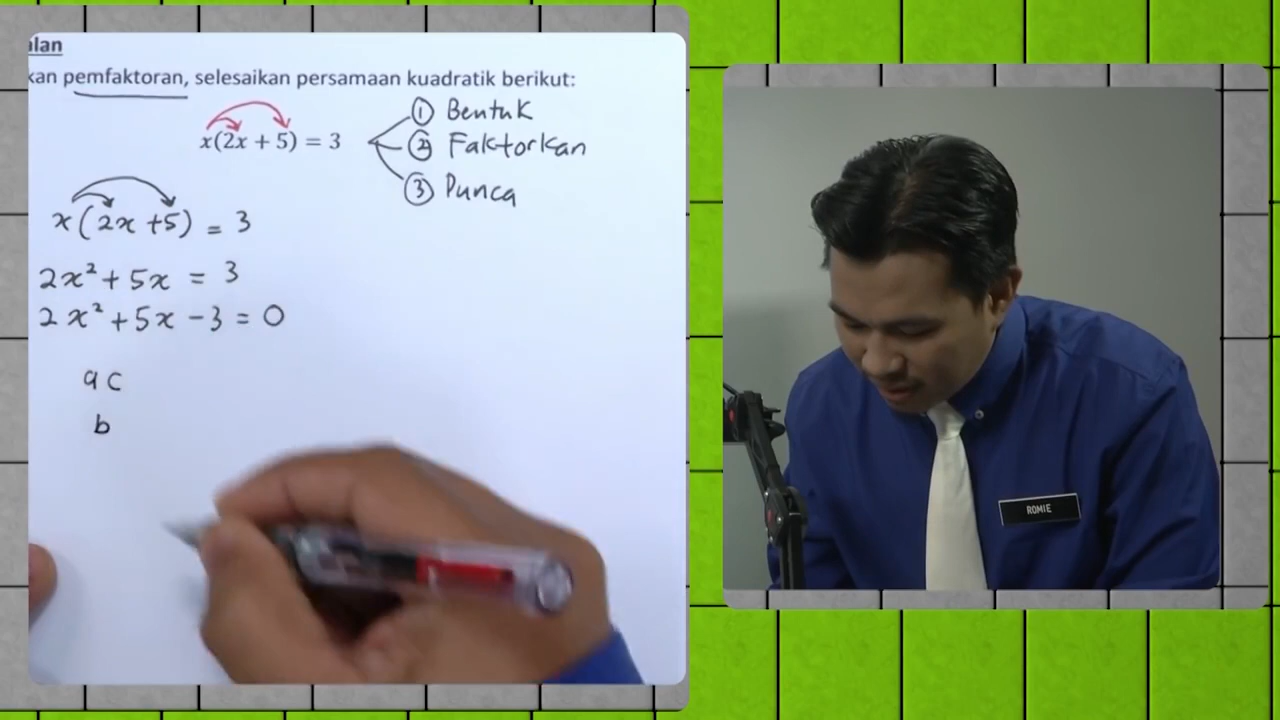 alan
kan pemfaktoran, selesaikan persamaan kuadratik berikut:
x(2x + 5) = 3
① Bentuk
② Faktorkan
③ Punca
x(2x +5) = 3
2x² + 5x = 3
2x² + 5x - 3 = 0
a c
b
ROMIE